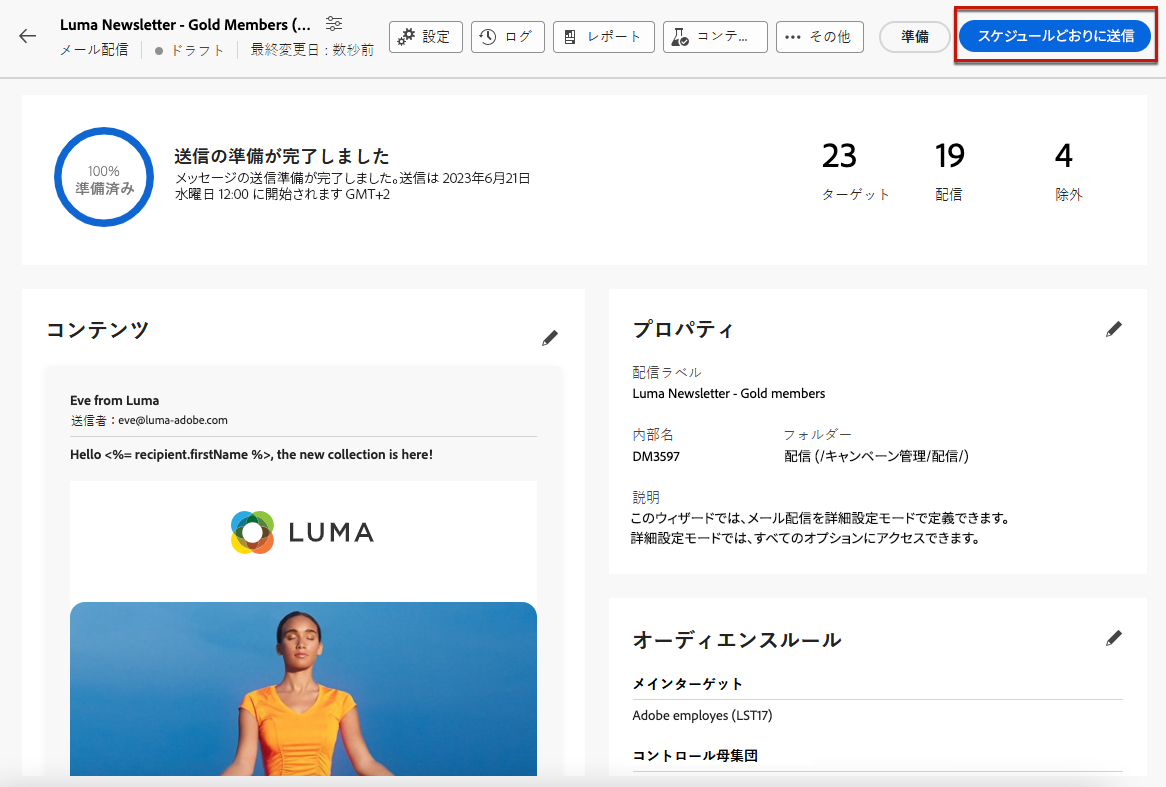 Luma Newsletter - Gold Members (...
メール配信
ドラフト
最終変更日：数秒前
設定
ログ
レポート
コンテ...
その他
準備
スケジュールどおりに送信
100%
準備済み
送信の準備が完了しました
メッセージの送信準備が完了しました。送信は 2023年6月21日
水曜日 12:00 に開始されます GMT+2
23
ターゲット
19
配信
4
除外
コンテンツ
Eve from Luma
送信者：eve@luma-adobe.com
Hello <%= recipient.firstName %>, the new collection is here!
LUMA
プロパティ
配信ラベル
Luma Newsletter - Gold members
内部名
DM3597
フォルダー
配信 (/キャンペーン管理/配信/)
説明
このウィザードでは、メール配信を詳細設定モードで定義できます。
詳細設定モードでは、すべてのオプションにアクセスできます。
オーディエンスルール
メインターゲット
Adobe employes (LST17)
コントロール母集団